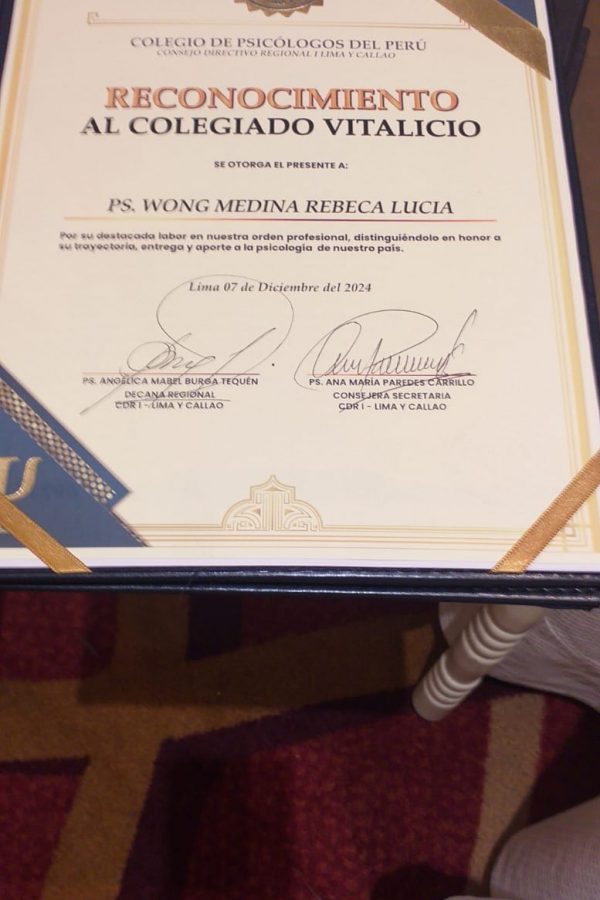 COLEGIO DE PSICÓLOGOS DEL PERÚ
CONSEJO DIRECTIVO REGIONAL I LIMA Y CALLAO
RECONOCIMIENTO
AL COLEGIADO VITALICIO
SE OTORGA EL PRESENTE A:
PS. WONG MEDINA REBECA LUCIA
Por su destacada labor en nuestra orden profesional, distinguiéndolo en honor a
su trayectoria, entrega y aporte a la psicología de nuestro país.
Lima 07 de Diciembre del 2024
PS. ANGÉLICA MABEL BURGA TEQUÉN
DECANA REGIONAL
CDR I - LIMA Y CALLAO
PS. ANA MARÍA PAREDES CARRILLO
CONSEJERA SECRETARIA
CDR I - LIMA Y CALLAO